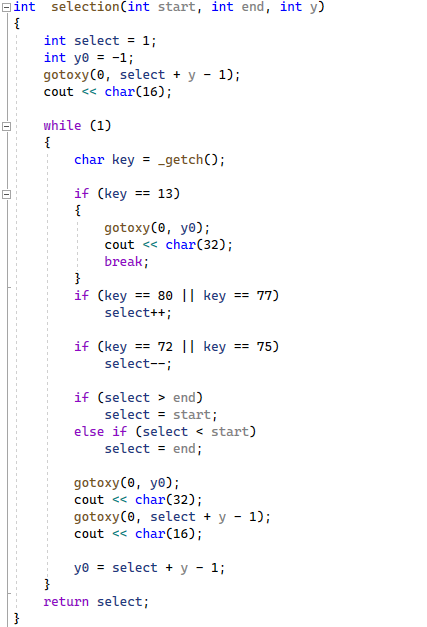 int  selection(int start, int end, int y)
{
    int select = 1;
    int y0 = -1;
    gotoxy(0, select + y - 1);
    cout << char(16);

    while (1)
    {
        char key = _getch();

        if (key == 13)
        {
            gotoxy(0, y0);
            cout << char(32);
            break;
        }
        if (key == 80 || key == 77)
            select++;

        if (key == 72 || key == 75)
            select--;

        if (select > end)
            select = start;
        else if (select < start)
            select = end;

        gotoxy(0, y0);
        cout << char(32);
        gotoxy(0, select + y - 1);
        cout << char(16);

        y0 = select + y - 1;
    }
    return select;
}